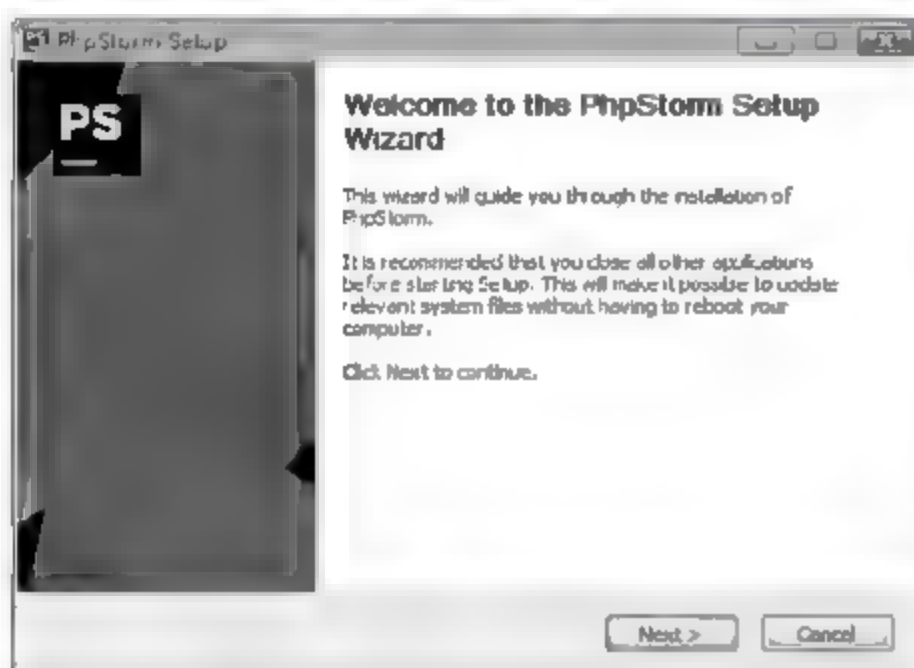 PhpStorm Setup
PS
Welcome to the PhpStorm Setup
Wizard
This wizard will guide you through the installation of
PhpStorm.
It is recommended that you close all other applications
before starting Setup. This will make it possible to update
relevant system files without having to reboot your
computer.
Click Next to continue.
Next >
Cancel